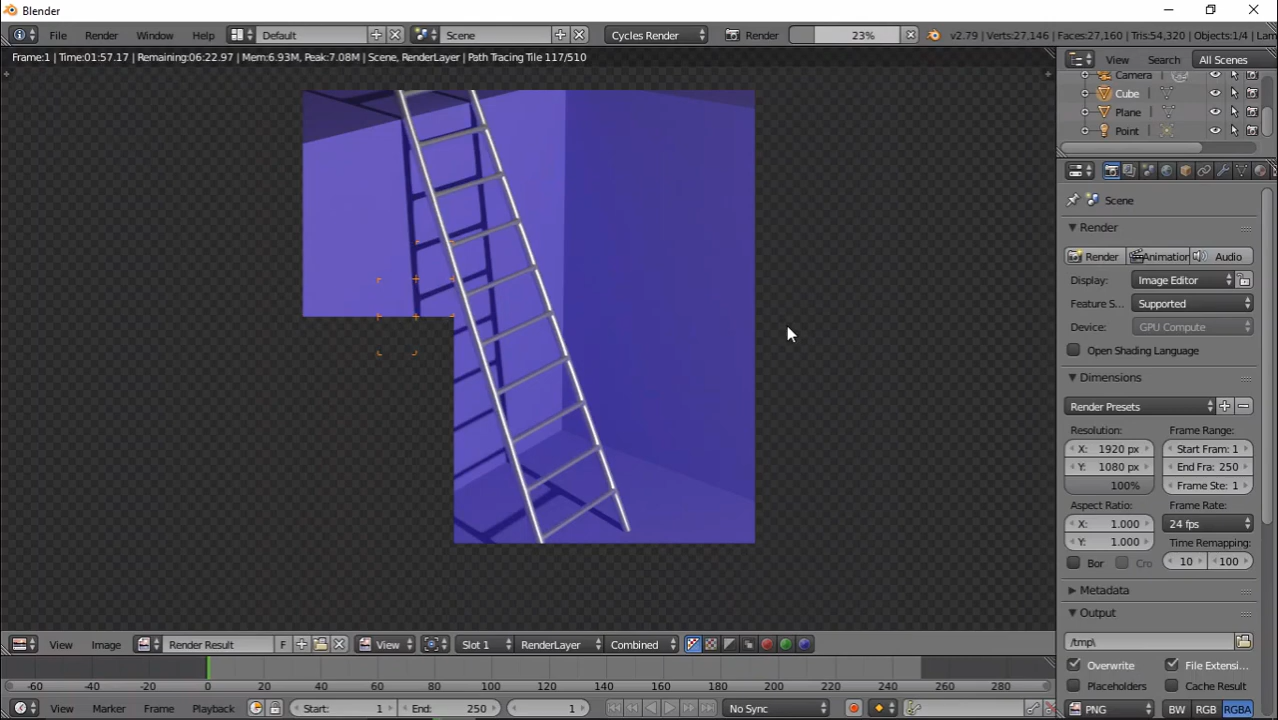 Blender
File Render Window Help Default Scene Cycles Render Render 23% v2.79 | Verts:27,146 | Faces:27,160 | Tris:54,320 | Objects:1/4 | Lam
Frame:1 | Time:01:57.17 | Remaining:06:22.97 | Mem:6.93M, Peak:7.08M | Scene, RenderLayer | Path Tracing Tile 117/510
View Search All Scenes
Camera
Cube
Plane
Point
Scene
Render
Render Animation Audio
Display: Image Editor
Feature S... Supported
Device: GPU Compute
Open Shading Language
Dimensions
Render Presets
Resolution: Frame Range:
X: 1920 px Start Fram: 1
Y: 1080 px End Fra: 250
100% Frame Ste: 1
Aspect Ratio: Frame Rate:
X: 1.000 24 fps
Y: 1.000 Time Remapping:
Bor Cro 10 100
Metadata
Output
/tmp\
Overwrite File Extensi...
Placeholders Cache Result
PNG BW RGB RGBA
View Image Render Result F View Slot 1 RenderLayer Combined
-60 -40 -20 0 20 40 60 80 100 120 140 160 180 200 220 240 260 280
View Marker Frame Playback Start: 1 End: 250 1 No Sync